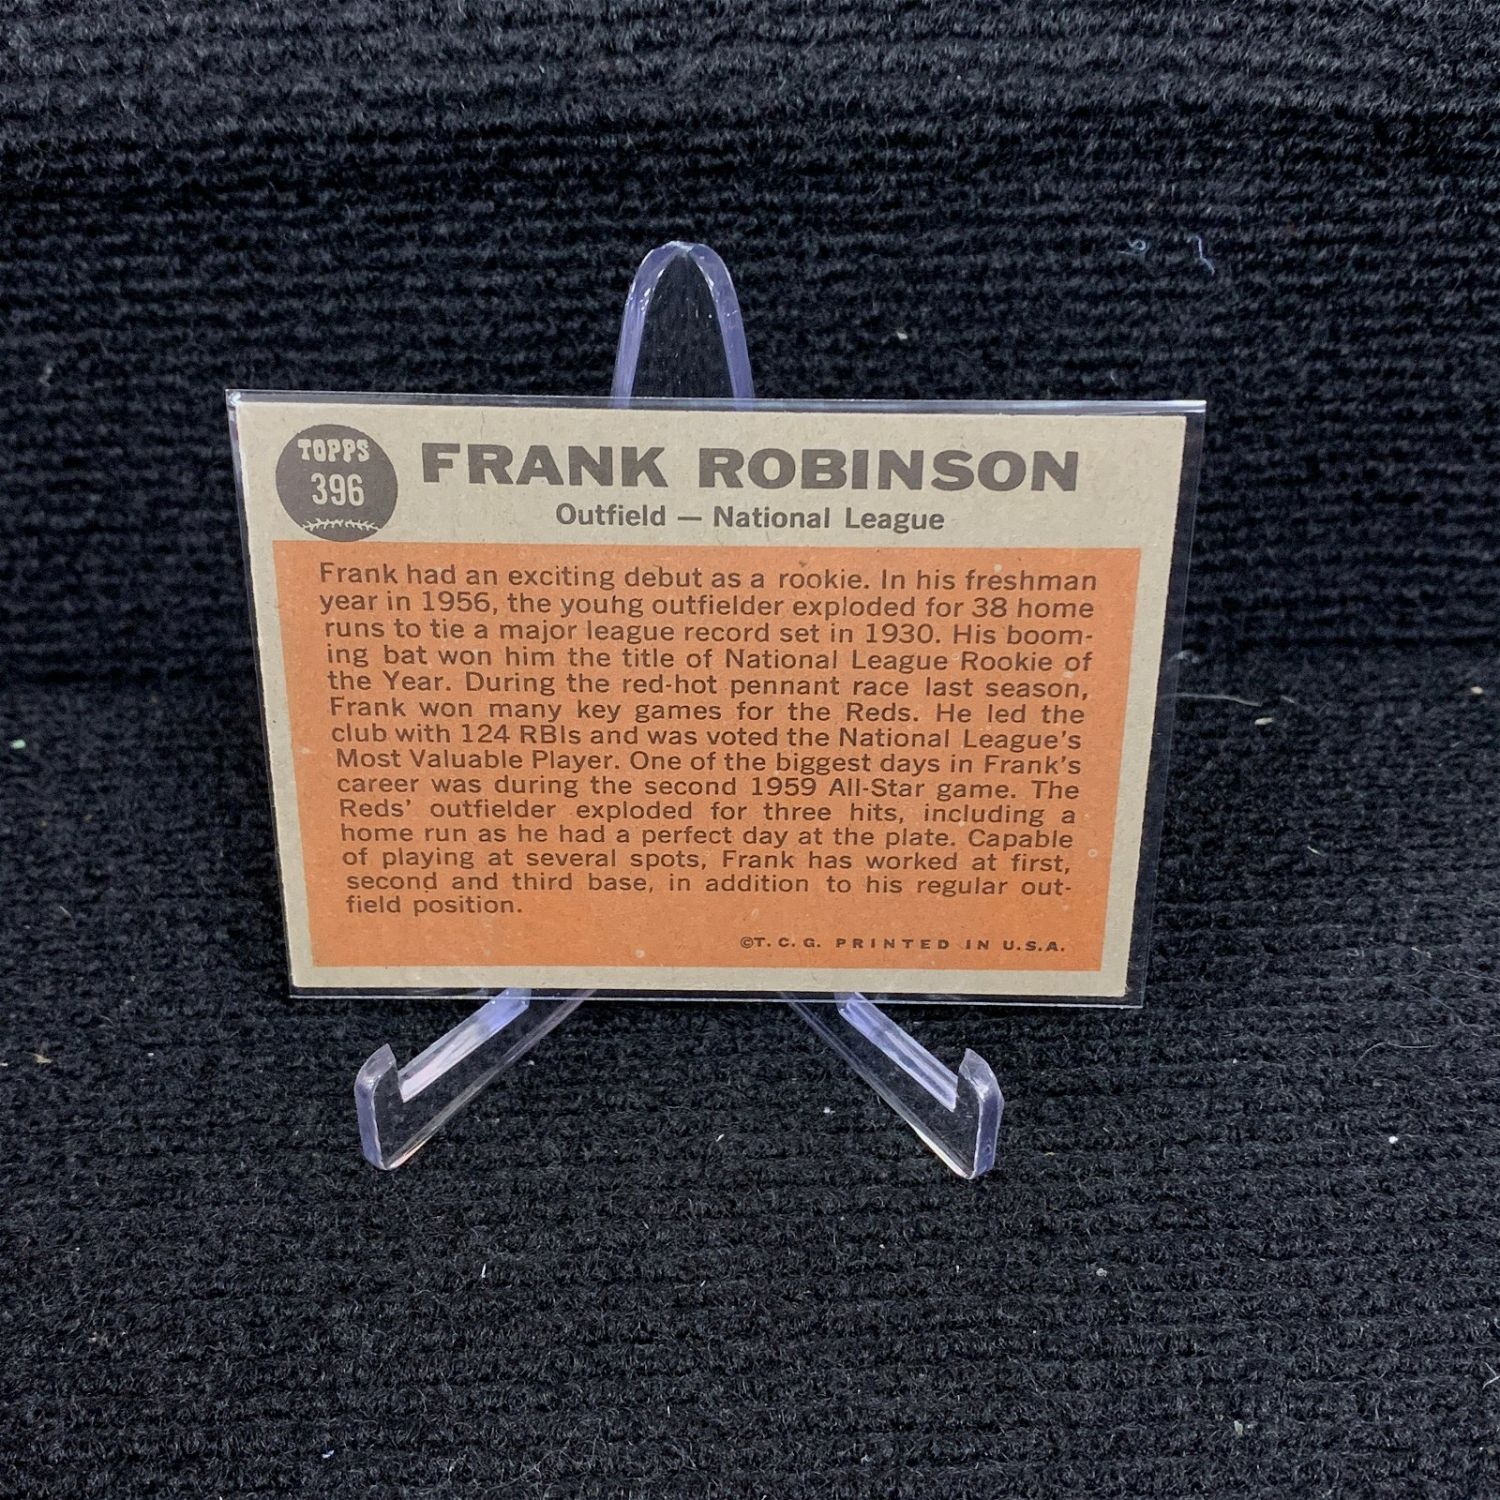 TOPPS
396
FRANK ROBINSON
Outfield — National League
Frank had an exciting debut as a rookie. In his freshman
year in 1956, the youhg outfielder exploded for 38 home
runs to tie a major league record set in 1930. His boom-
ing bat won him the title of National League Rookie of
the Year. During the red-hot pennant race last season,
Frank won many key games for the Reds. He led the
club with 124 RBIs and was voted the National League's
Most Valuable Player. One of the biggest days in Frank's
career was during the second 1959 All-Star game. The
Reds' outfielder exploded for three hits, including a
home run as he had a perfect day at the plate. Capable
of playing at several spots, Frank has worked at first,
second and third base, in addition to his regular out-
field position.
©T. C. G. PRINTED IN U.S.A.